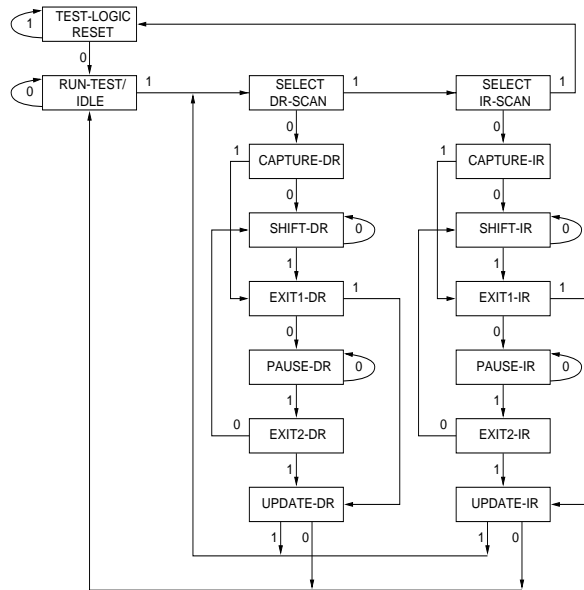 TEST-LOGIC
RESET
1
0
RUN-TEST/
IDLE
0
1
SELECT
DR-SCAN
1
SELECT
IR-SCAN
1
0
0
1
CAPTURE-DR
1
CAPTURE-IR
0
0
SHIFT-DR
0
SHIFT-IR
0
1
1
EXIT1-DR
1
EXIT1-IR
1
0
0
PAUSE-DR
0
PAUSE-IR
0
1
1
0
EXIT2-DR
0
EXIT2-IR
1
1
UPDATE-DR
UPDATE-IR
1
0
1
0